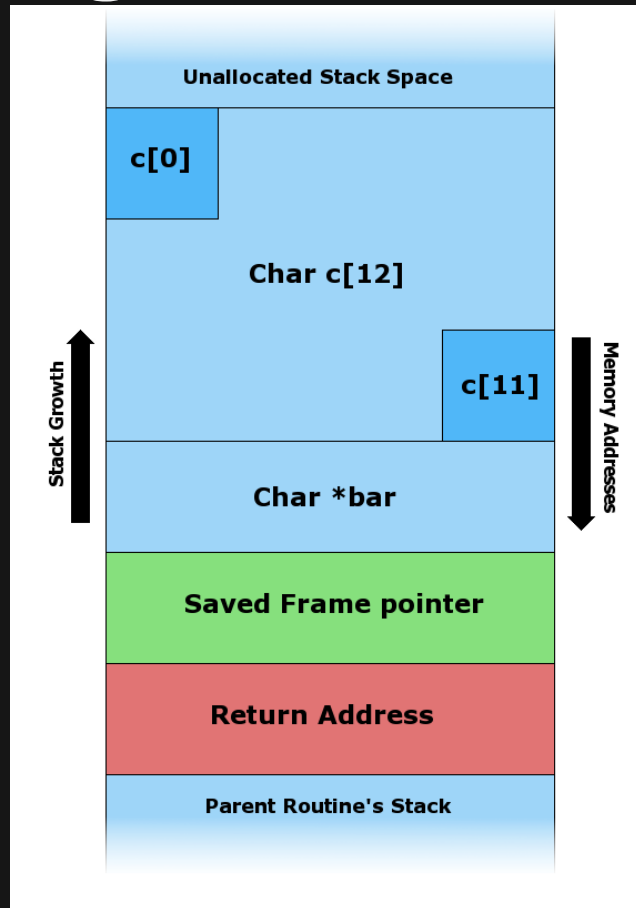 Unallocated Stack Space
c[0]
Char c[12]
c[11]
Stack Growth
Memory Addresses
Char *bar
Saved Frame pointer
Return Address
Parent Routine's Stack